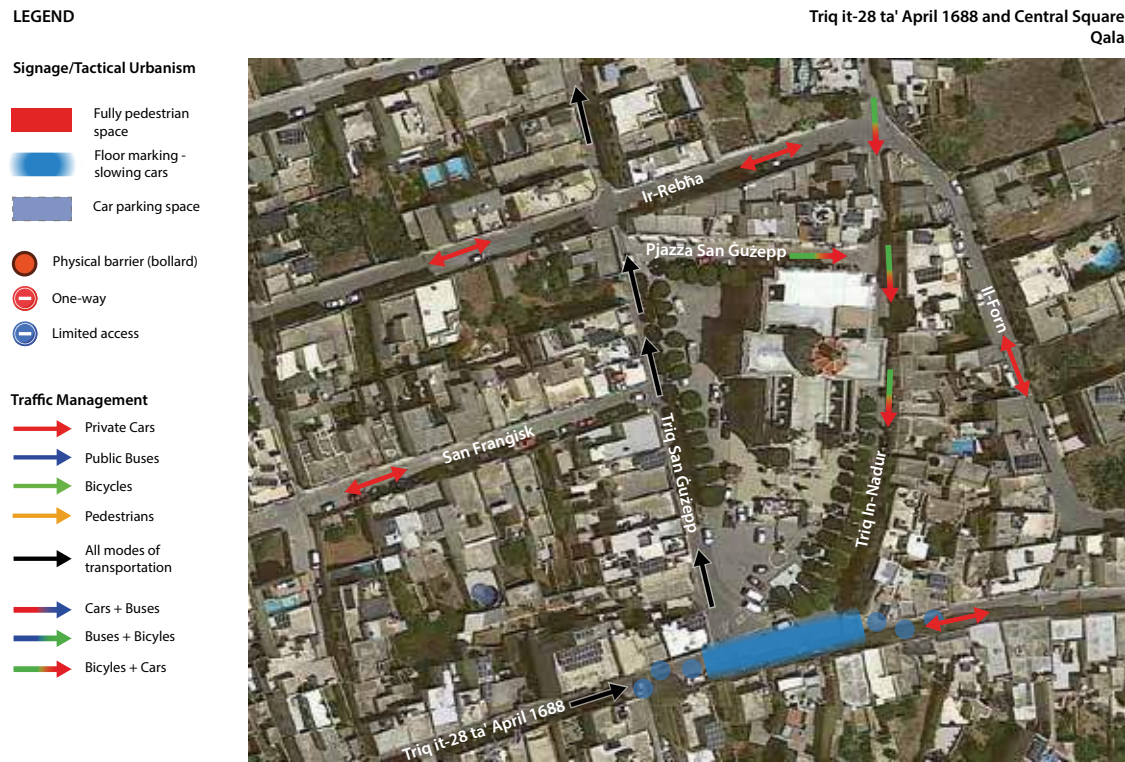 LEGEND
Triq it-28 ta' April 1688 and Central Square
Qala
Signage/Tactical Urbanism
Fully pedestrian
space
Floor marking -
slowing cars
Car parking space
Physical barrier (bollard)
One-way
Limited access
Traffic Management
Private Cars
Public Buses
Bicycles
Pedestrians
All modes of
transportation
Cars + Buses
Buses + Bicyles
Bicyles + Cars
Ir-Rebħa
Pjazza San Ġużepp
Il-Forn
San Franġisk
Triq San Ġużepp
Triq In-Nadur
Triq it-28 ta' April 1688